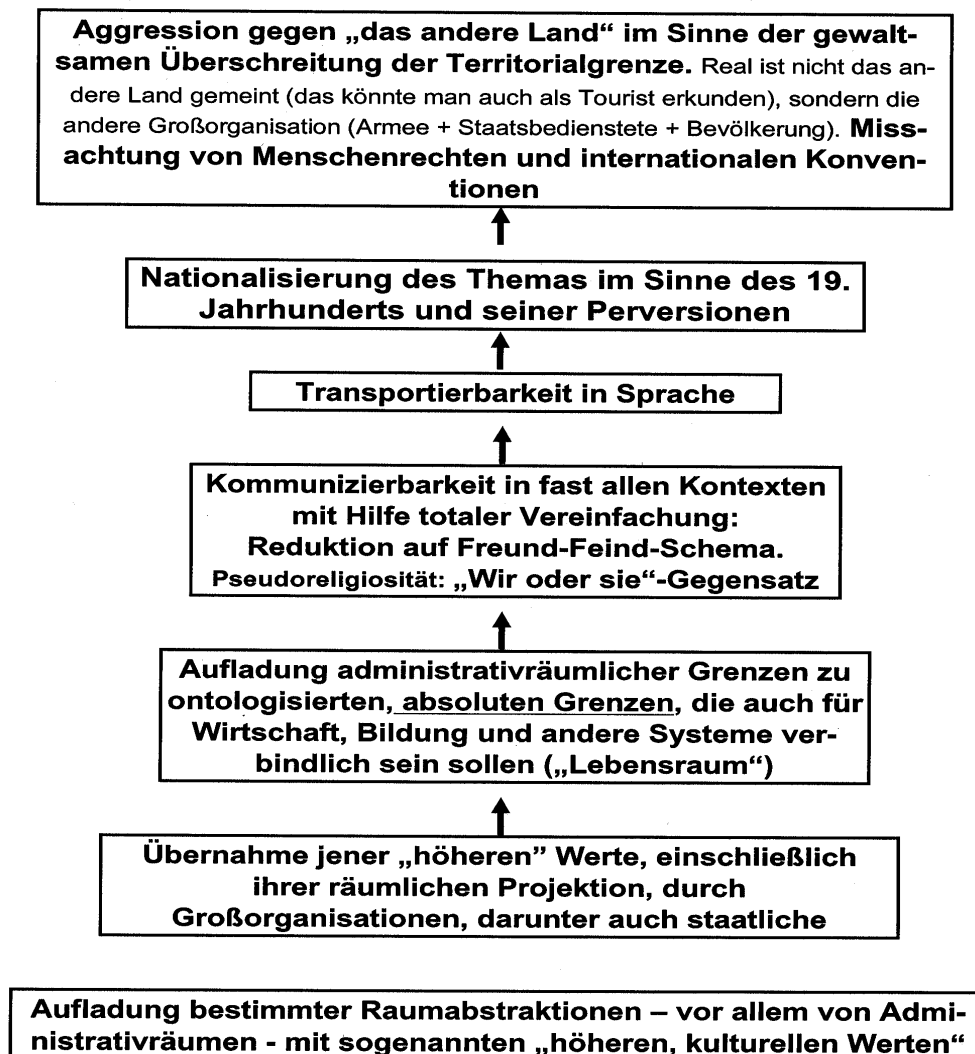 Aggression gegen „das andere Land“ im Sinne der gewalt-
samen Überschreitung der Territorialgrenze. Real ist nicht das an-
dere Land gemeint (das könnte man auch als Tourist erkunden), sondern die
andere Großorganisation (Armee + Staatsbedienstete + Bevölkerung). Miss-
achtung von Menschenrechten und internationalen Konven-
tionen
Nationalisierung des Themas im Sinne des 19.
Jahrhunderts und seiner Perversionen
Transportierbarkeit in Sprache
Kommunizierbarkeit in fast allen Kontexten
mit Hilfe totaler Vereinfachung:
Reduktion auf Freund-Feind-Schema.
Pseudoreligiosität: „Wir oder sie“-Gegensatz
Aufladung administrativräumlicher Grenzen zu
ontologisierten, absoluten Grenzen, die auch für
Wirtschaft, Bildung und andere Systeme ver-
bindlich sein sollen („Lebensraum“)
Übernahme jener „höheren” Werte, einschließlich
ihrer räumlichen Projektion, durch
Großorganisationen, darunter auch staatliche
Aufladung bestimmter Raumabstraktionen – vor allem von Admi-
nistrativräumen - mit sogenannten „höheren, kulturellen Werten“